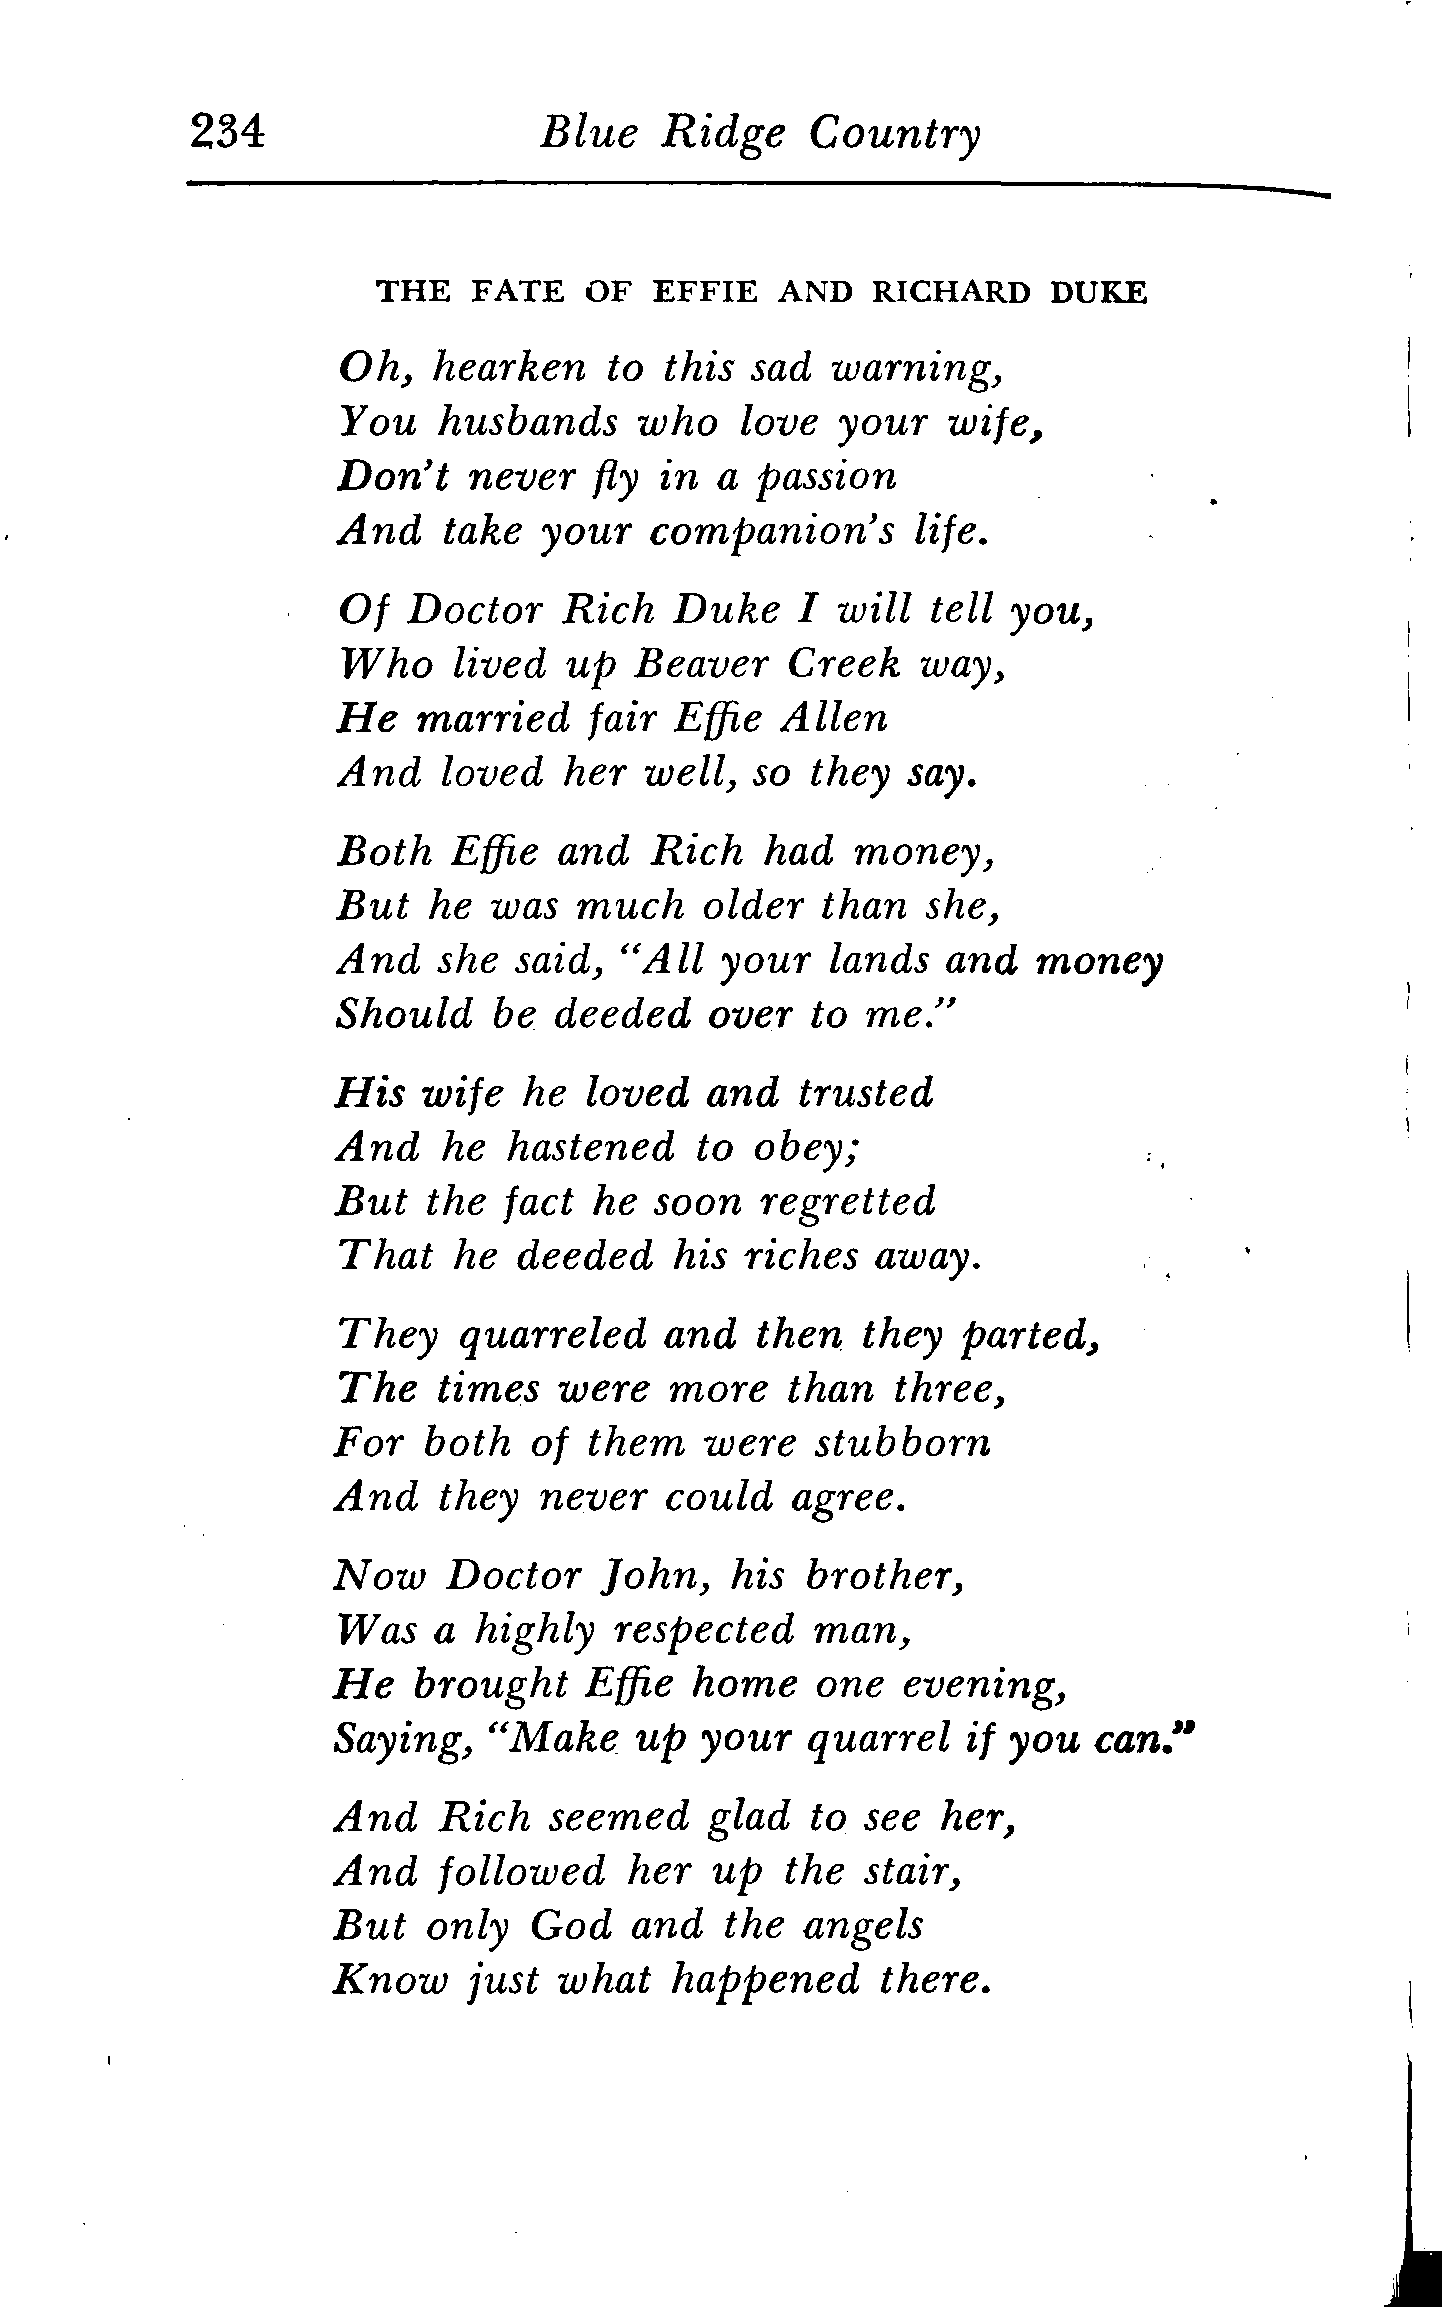 234 Blue Ridge Country
THE FATE OF EFFIE AND RICHARD DUKE
Oh, hearken to this sad warning,
You husbands who love your wife,
Don't never fly in a passion
And take your companion's life.
Of Doctor Rich Duke I will tell you,
Who lived up Beaver Creek way,
He married fair Effie Allen
And loved her well, so they say.
Both Effie and Rich had money,
But he was much older than she,
And she said, "All your lands and money
Should be deeded over to me."
His wife he loved and trusted
And he hastened to obey;
But the fact he soon regretted
That he deeded his riches away.
They quarreled and then they parted,
The times were more than three,
For both of them were stubborn
And they never could agree.
Now Doctor John, his brother,
Was a highly respected man,
He brought Effie home one evening,
Saying, "Make up your quarrel if you can."
And Rich seemed glad to see her,
And followed her up the stair,
But only God and the angels
Know just what happened there.